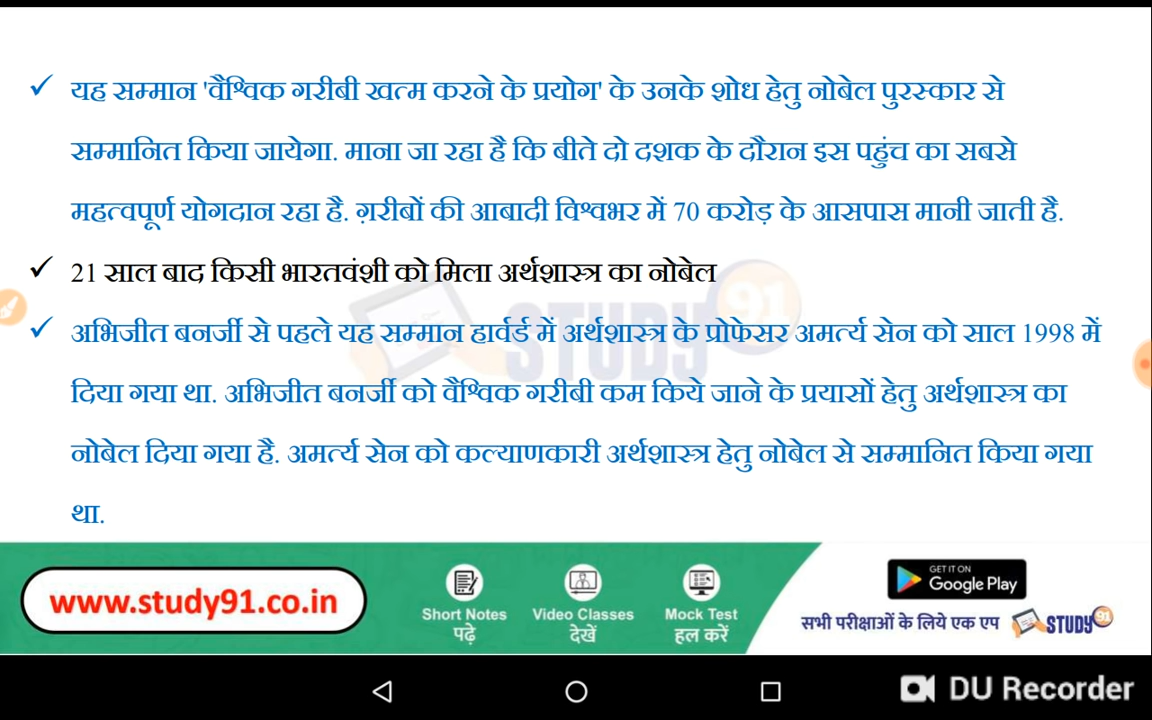 यह सम्मान 'वैश्विक गरीबी खत्म करने के प्रयोग' के उनके शोध हेतु नोबेल पुरस्कार से
सम्मानित किया जायेगा. माना जा रहा है कि बीते दो दशक के दौरान इस पहुंच का सबसे
महत्वपूर्ण योगदान रहा है. ग़रीबों की आबादी विश्वभर में 70 करोड़ के आसपास मानी जाती है.
21 साल बाद किसी भारतवंशी को मिला अर्थशास्त्र का नोबेल
अभिजीत बनर्जी से पहले यह सम्मान हार्वर्ड में अर्थशास्त्र के प्रोफेसर अमर्त्य सेन को साल 1998 में
दिया गया था. अभिजीत बनर्जी को वैश्विक गरीबी कम किये जाने के प्रयासों हेतु अर्थशास्त्र का
नोबेल दिया गया है. अमर्त्य सेन को कल्याणकारी अर्थशास्त्र हेतु नोबेल से सम्मानित किया गया
था.
STUDY 91
www.study91.co.in
Short Notes
पढ़े
Video Classes
देखें
Mock Test
हल करें
GET IT ON
Google Play
सभी परीक्षाओं के लिये एक एप
STUDY 91
DU Recorder